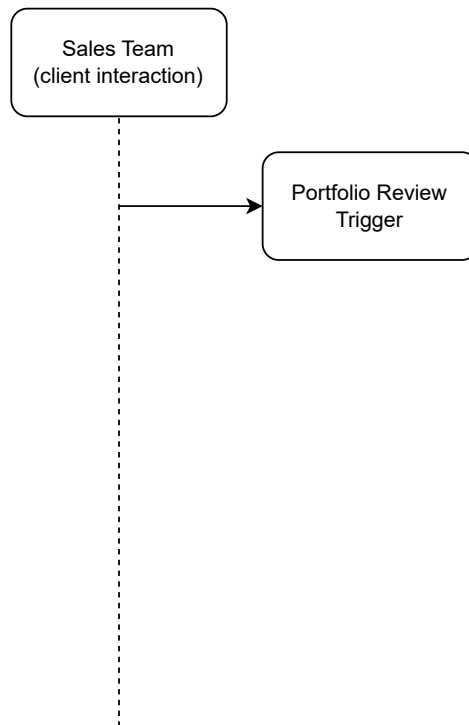 Sales Team
(client interaction)
Portfolio Review
Trigger